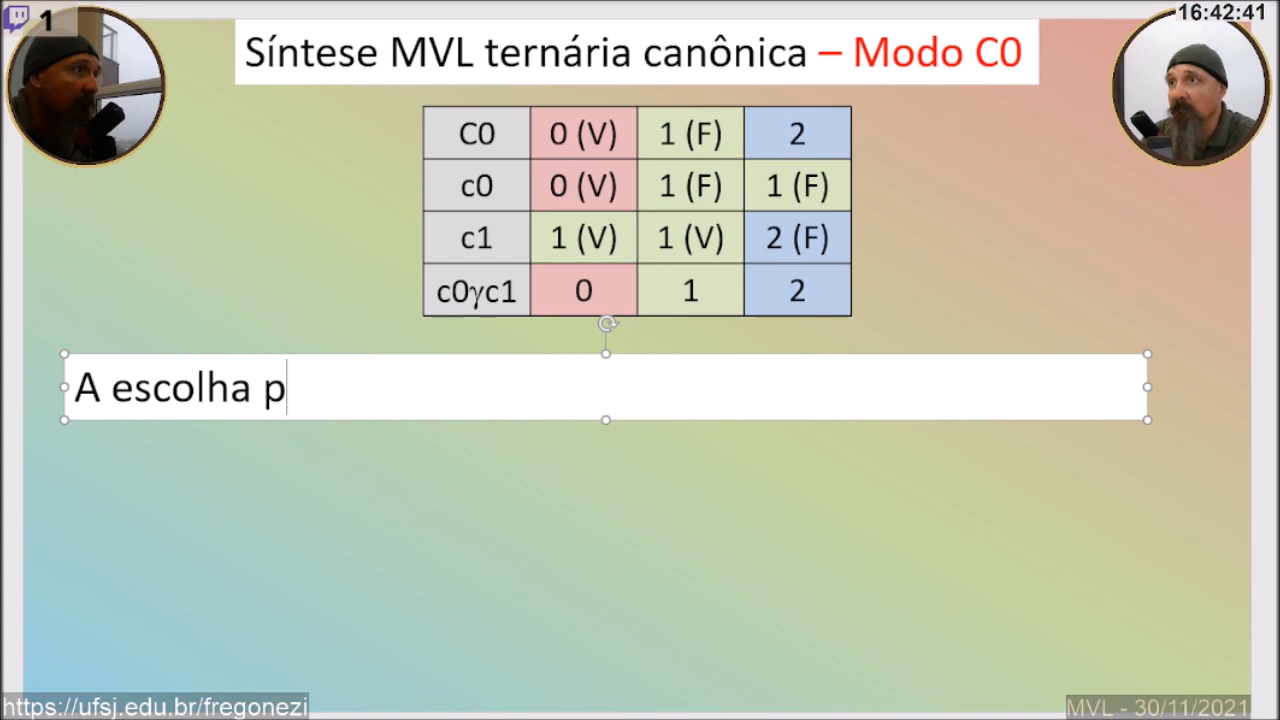 1
16:42:41
Síntese MVL ternária canônica – Modo C0
C0 0 (V) 1 (F) 2
c0 0 (V) 1 (F) 1 (F)
c1 1 (V) 1 (V) 2 (F)
c0γc1 0 1 2
A escolha p
https://ufsj.edu.br/fregonezi
MVL - 30/11/2021